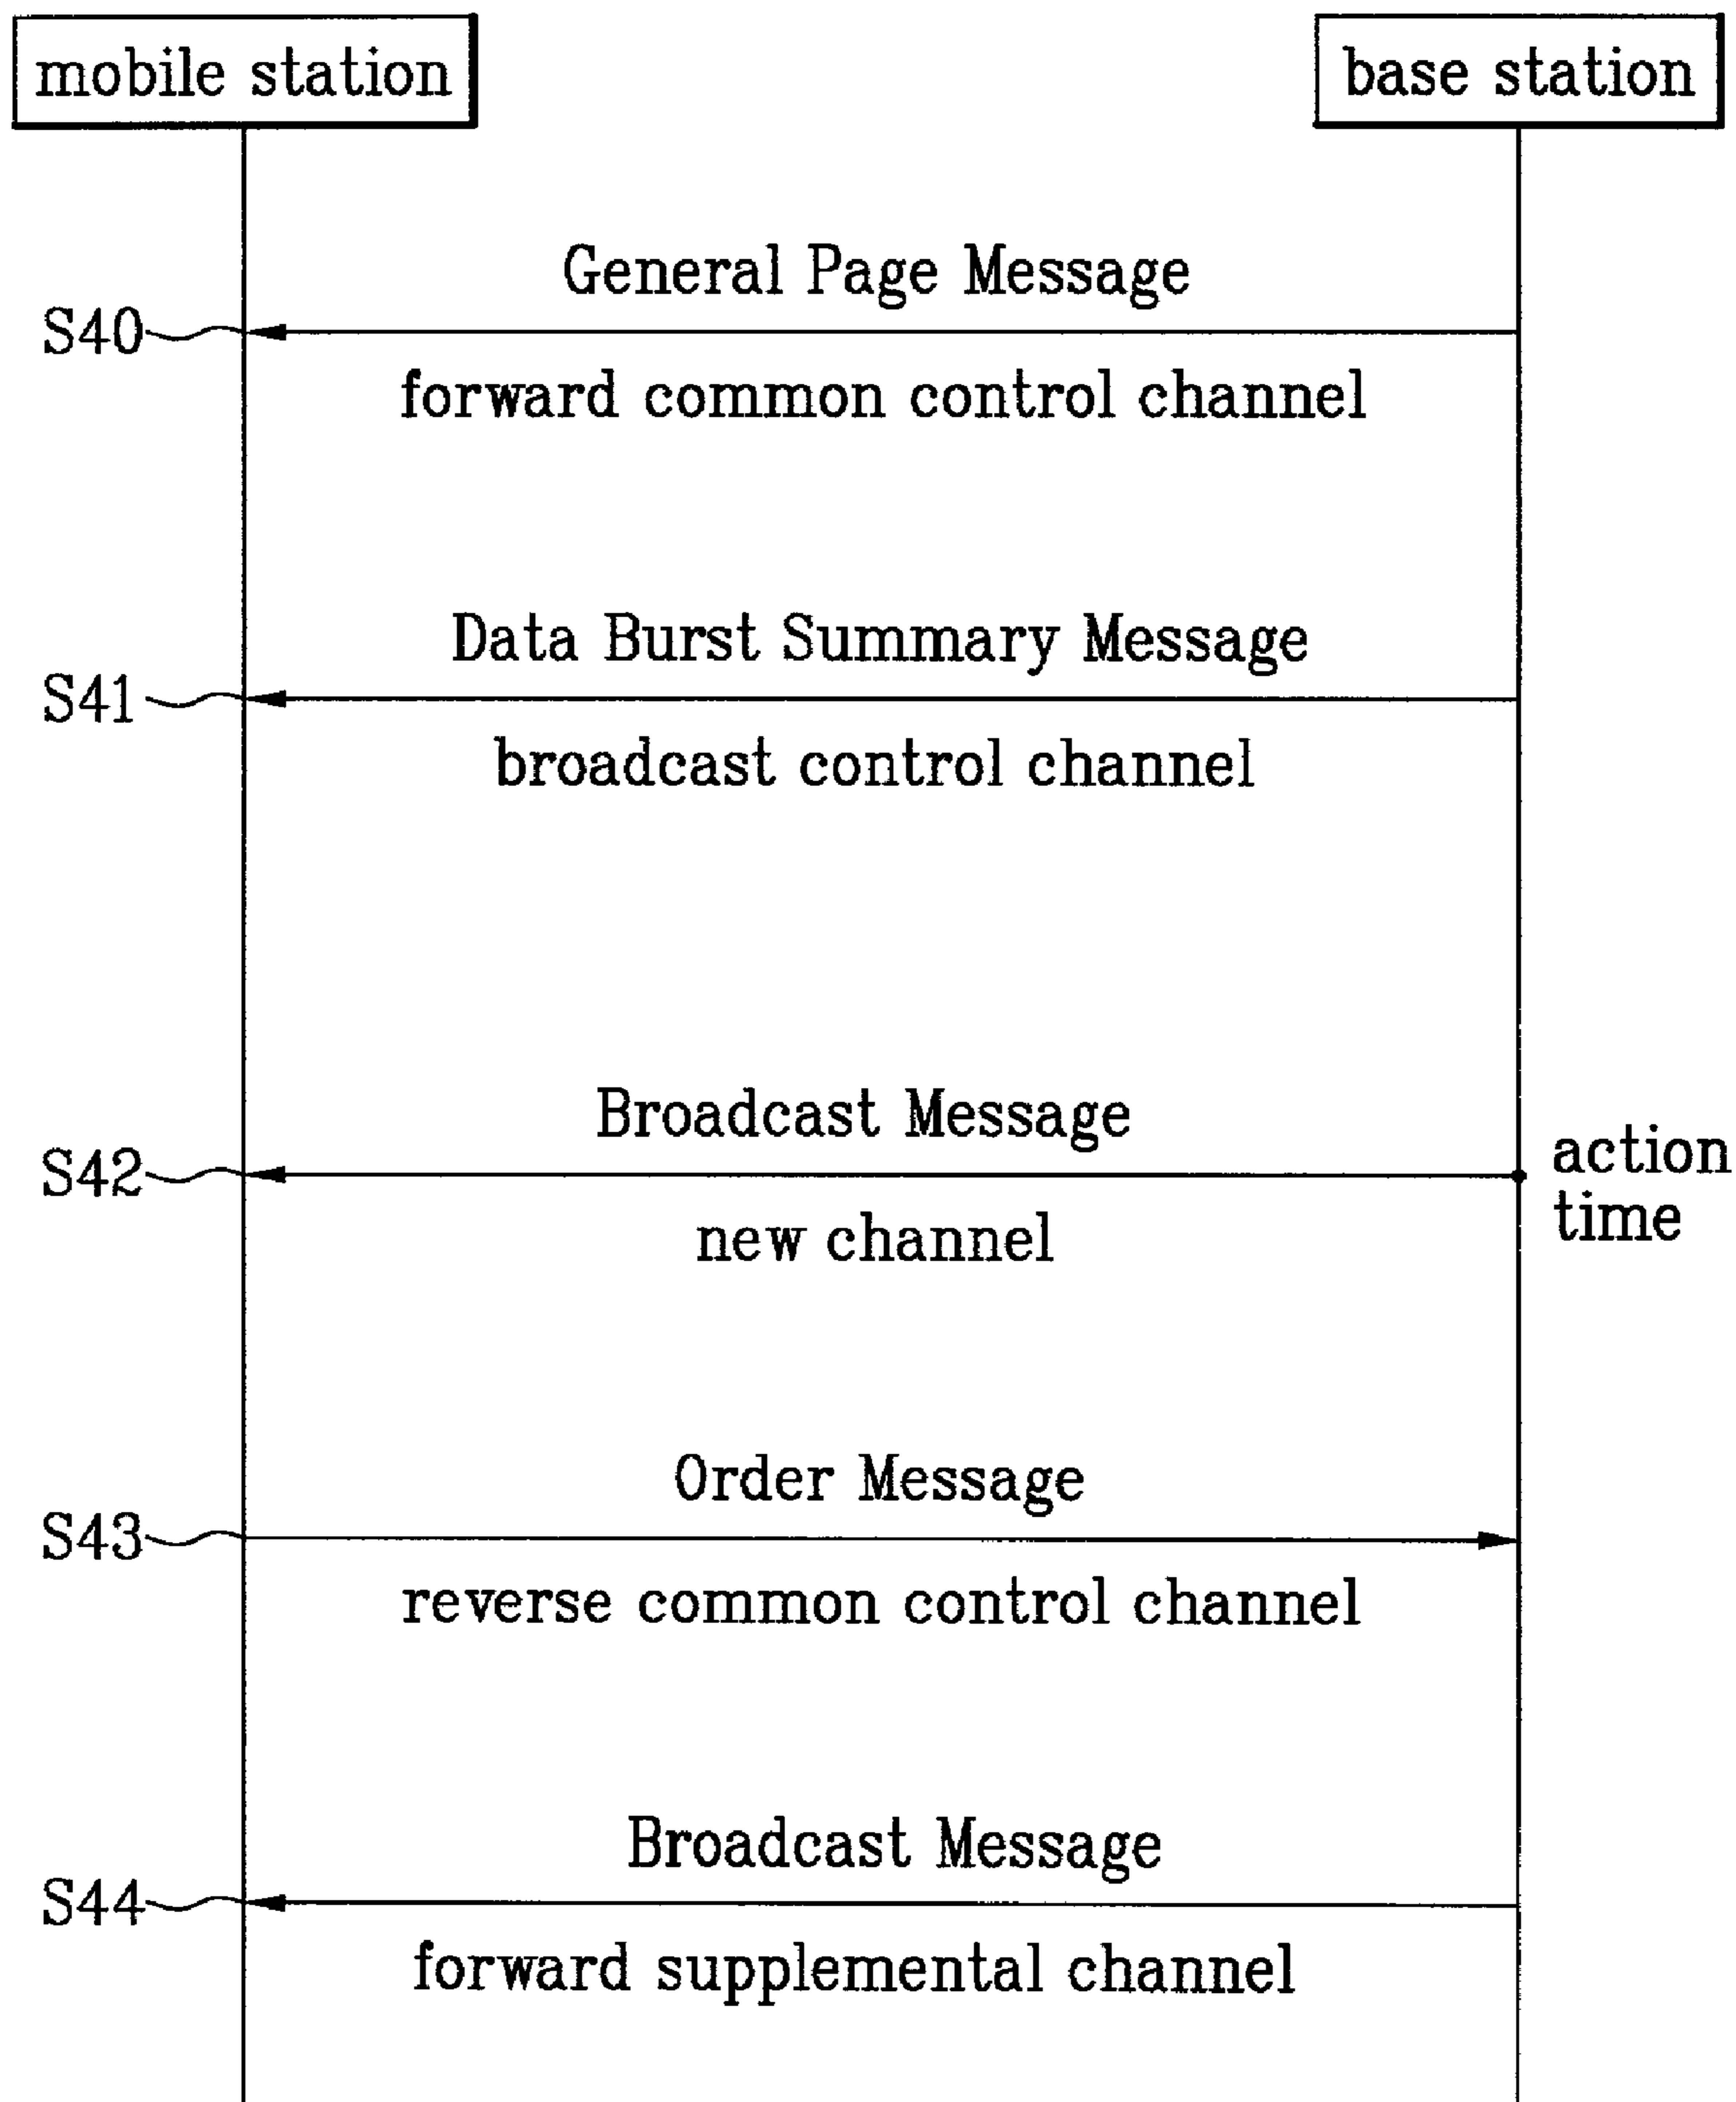 mobile station
base station
General Page Message
S40
forward common control channel
Data Burst Summary Message
S41
broadcast control channel
Broadcast Message
S42
action
time
new channel
Order Message
S43
reverse common control channel
Broadcast Message
S44
forward supplemental channel